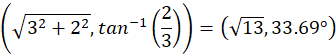 (√(3² + 2²), tan⁻¹(2/3)) = (√13, 33.69°)